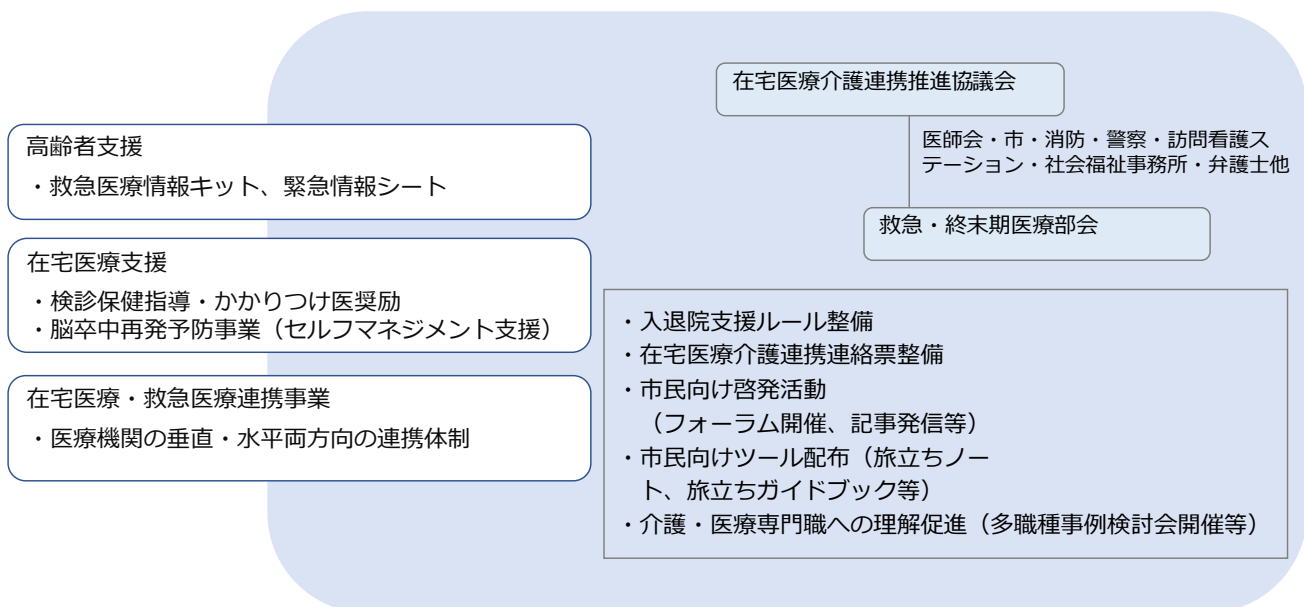 高齢者支援
・救急医療情報キット、緊急情報シート
在宅医療支援
・検診保健指導・かかりつけ医奨励
・脳卒中再発予防事業（セルフマネジメント支援）
在宅医療・救急医療連携事業
・医療機関の垂直・水平両方向の連携体制
在宅医療介護連携推進協議会
医師会・市・消防・警察・訪問看護ス
テーション・社会福祉事務所・弁護士他
救急・終末期医療部会
・入退院支援ルール整備
・在宅医療介護連携連絡票整備
・市民向け啓発活動
（フォーラム開催、記事発信等）
・市民向けツール配布（旅立ちノー
ト、旅立ちガイドブック等）
・介護・医療専門職への理解促進（多職種事例検討会開催等）